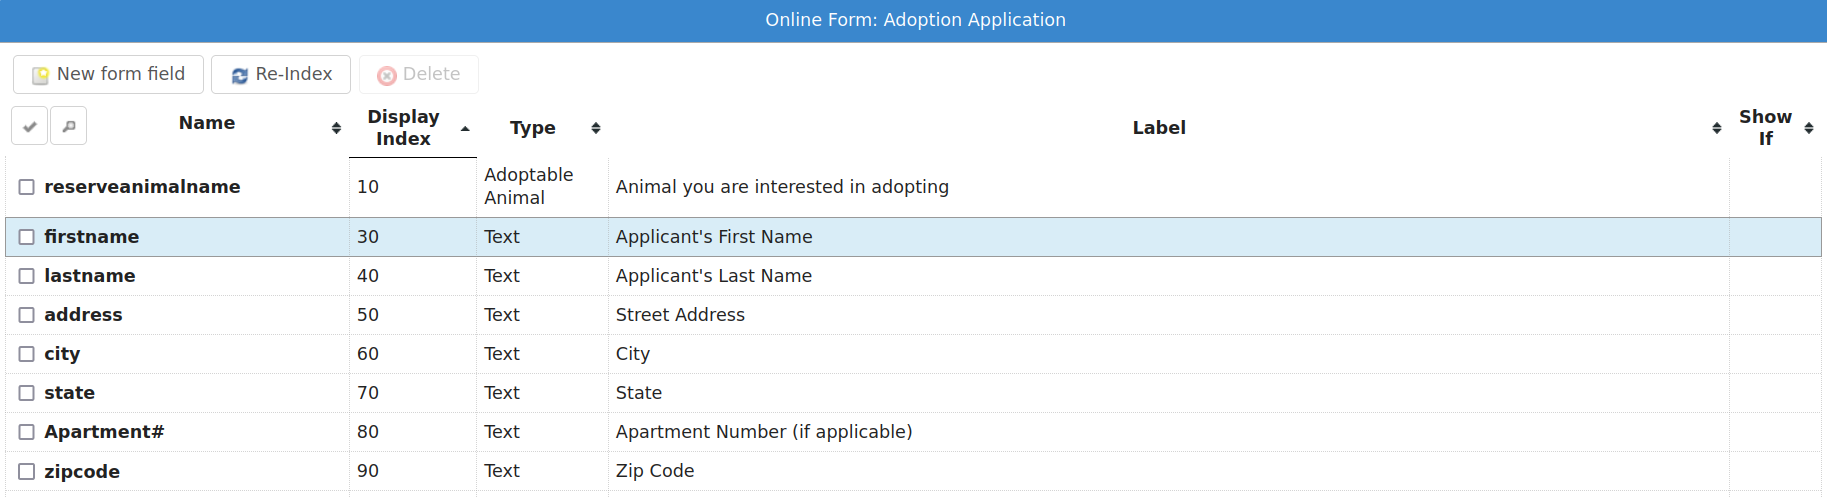 Online Form: Adoption Application
New form field Re-Index Delete
Name Display Index Type Label Show If
reserveanimalname 10 Adoptable Animal Animal you are interested in adopting
firstname 30 Text Applicant's First Name
lastname 40 Text Applicant's Last Name
address 50 Text Street Address
city 60 Text City
state 70 Text State
Apartment# 80 Text Apartment Number (if applicable)
zipcode 90 Text Zip Code